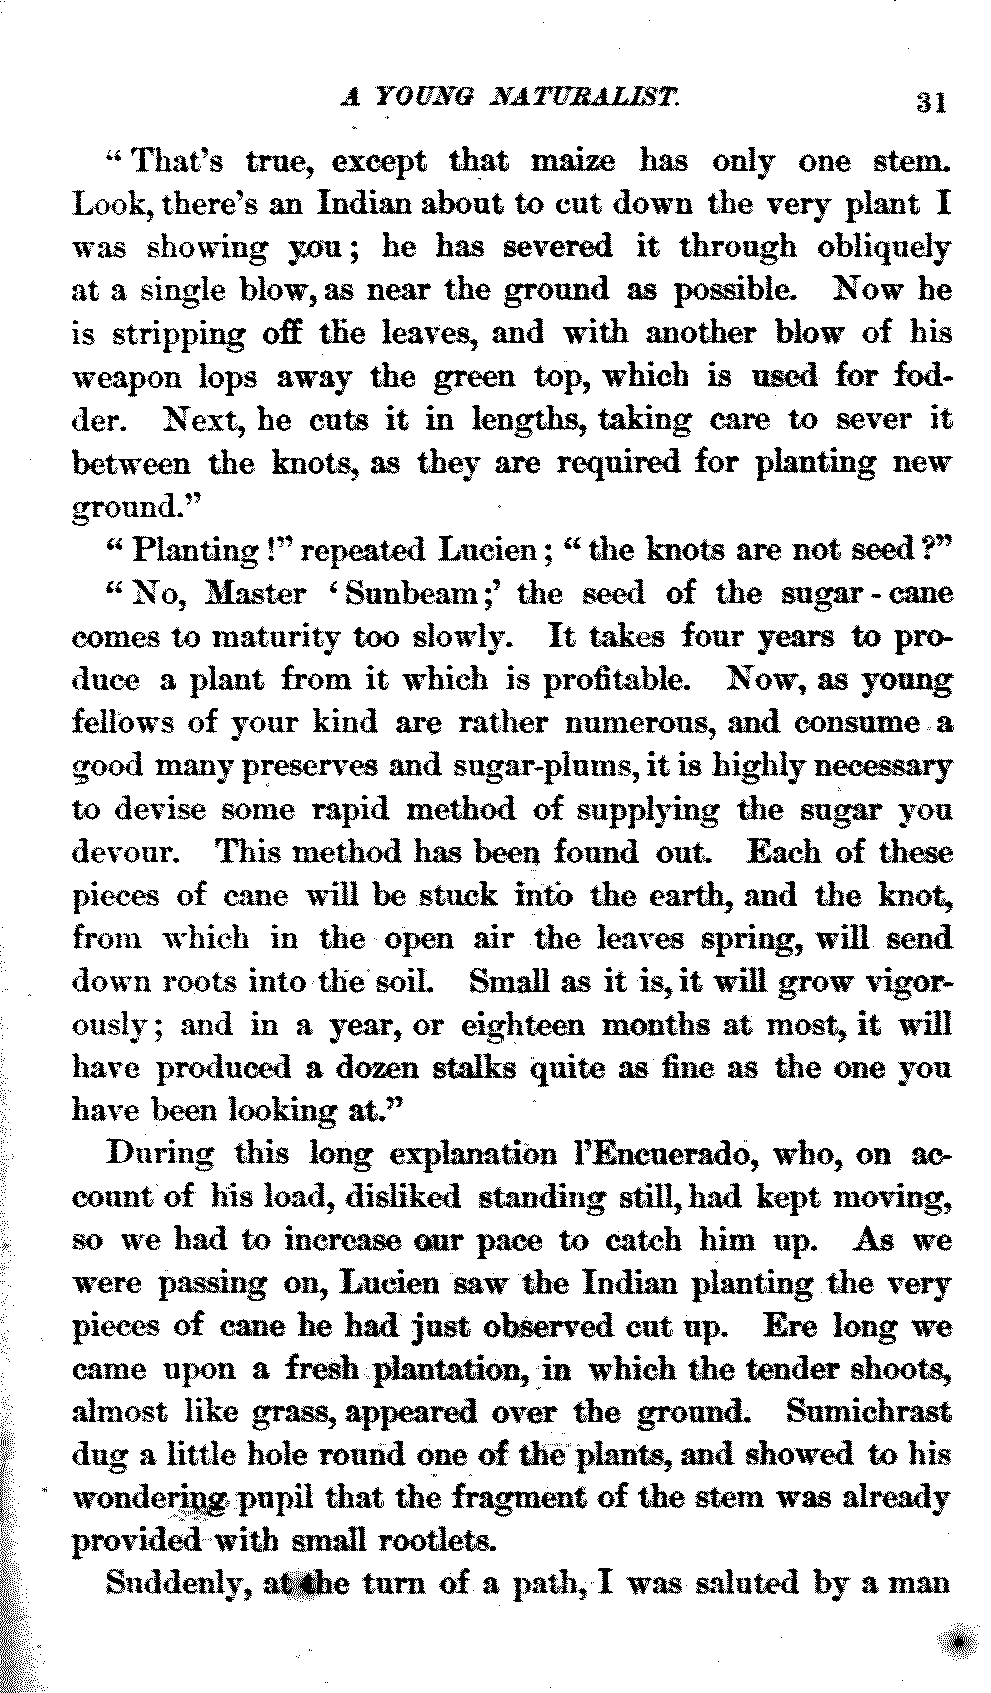 A YOUNG NATURALIST. 31
“That’s true, except that maize has only one stem.
Look, there’s an Indian about to cut down the very plant I
was showing you; he has severed it through obliquely
at a single blow, as near the ground as possible. Now he
is stripping off the leaves, and with another blow of his
weapon lops away the green top, which is used for fod-
der. Next, he cuts it in lengths, taking care to sever it
between the knots, as they are required for planting new
ground.”
“Planting!” repeated Lucien; “the knots are not seed?”
“No, Master ‘Sunbeam;’ the seed of the sugar-cane
comes to maturity too slowly. It takes four years to pro-
duce a plant from it which is profitable. Now, as young
fellows of your kind are rather numerous, and consume a
good many preserves and sugar-plums, it is highly necessary
to devise some rapid method of supplying the sugar you
devour. This method has been found out. Each of these
pieces of cane will be stuck into the earth, and the knot,
from which in the open air the leaves spring, will send
down roots into the soil. Small as it is, it will grow vigor-
ously; and in a year, or eighteen months at most, it will
have produced a dozen stalks quite as fine as the one you
have been looking at.”
During this long explanation l’Encuerado, who, on ac-
count of his load, disliked standing still, had kept moving,
so we had to increase our pace to catch him up. As we
were passing on, Lucien saw the Indian planting the very
pieces of cane he had just observed cut up. Ere long we
came upon a fresh plantation, in which the tender shoots,
almost like grass, appeared over the ground. Sumichrast
dug a little hole round one of the plants, and showed to his
wondering pupil that the fragment of the stem was already
provided with small rootlets.
Suddenly, at the turn of a path, I was saluted by a man